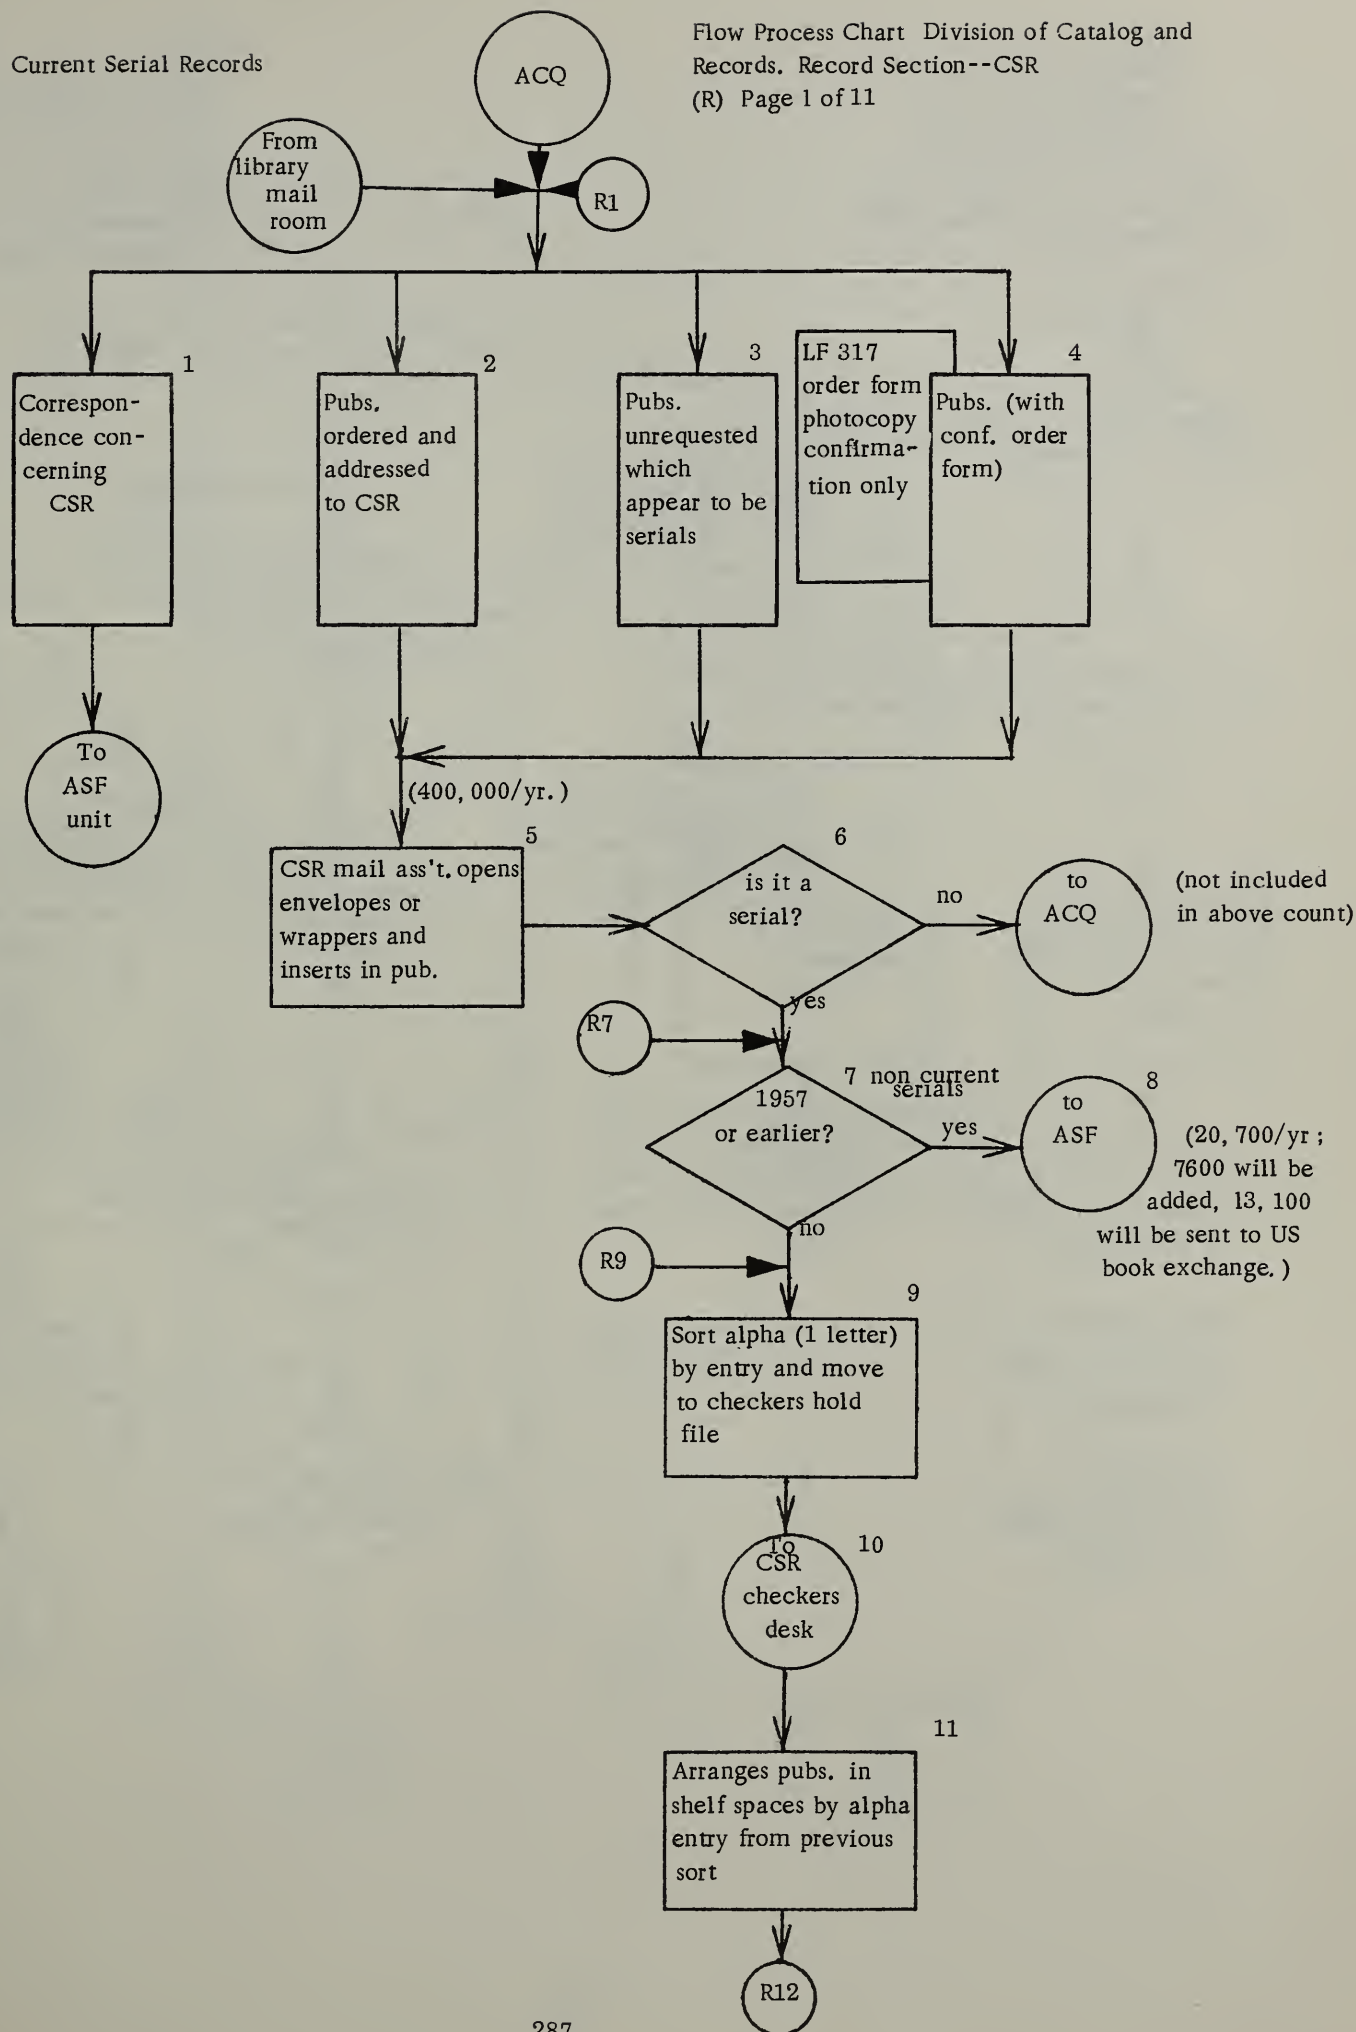 Current Serial Records
Flow Process Chart Division of Catalog and
Records. Record Section--CSR
(R) Page 1 of 11
ACQ
From
library
mail
room
R1
1
Correspon-
dence con-
cerning
CSR
2
Pubs.
ordered and
addressed
to CSR
3
Pubs.
unrequested
which
appear to be
serials
LF 317
order form
photocopy
confirma-
tion only
4
Pubs. (with
conf. order
form)
To
ASF
unit
(400, 000/yr. )
5
CSR mail ass't. opens
envelopes or
wrappers and
inserts in pub.
6
is it a
serial?
no
to
ACQ
(not included
in above count)
yes
R7
7 non current
serials
1957
or earlier?
yes
to
ASF
8
(20, 700/yr ;
7600 will be
added, 13, 100
will be sent to US
book exchange. )
no
R9
9
Sort alpha (1 letter)
by entry and move
to checkers hold
file
10
To
CSR
checkers
desk
11
Arranges pubs. in
shelf spaces by alpha
entry from previous
sort
R12
287